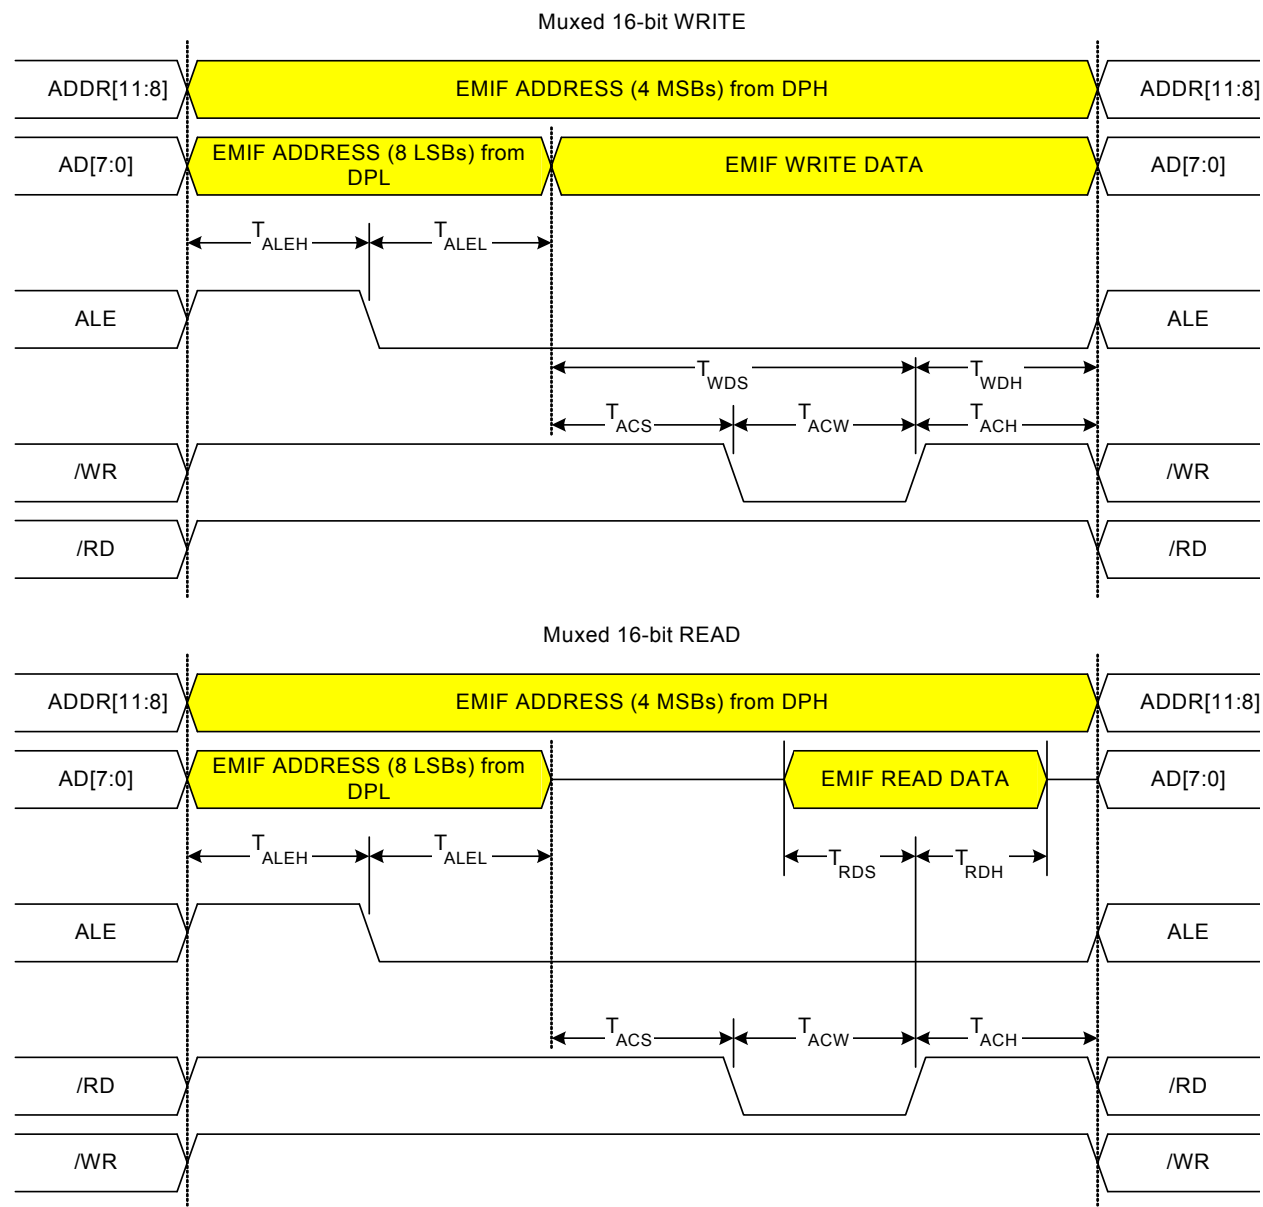 Muxed 16-bit WRITE
ADDR[11:8] EMIF ADDRESS (4 MSBs) from DPH ADDR[11:8]
AD[7:0] EMIF ADDRESS (8 LSBs) from DPL EMIF WRITE DATA AD[7:0]
TALEH TALEL
ALE ALE
TWDS TWDH
TACS TACW TACH
/WR /WR
/RD /RD
Muxed 16-bit READ
ADDR[11:8] EMIF ADDRESS (4 MSBs) from DPH ADDR[11:8]
AD[7:0] EMIF ADDRESS (8 LSBs) from DPL EMIF READ DATA AD[7:0]
TALEH TALEL TRDS TRDH
ALE ALE
TACS TACW TACH
/RD /RD
/WR /WR